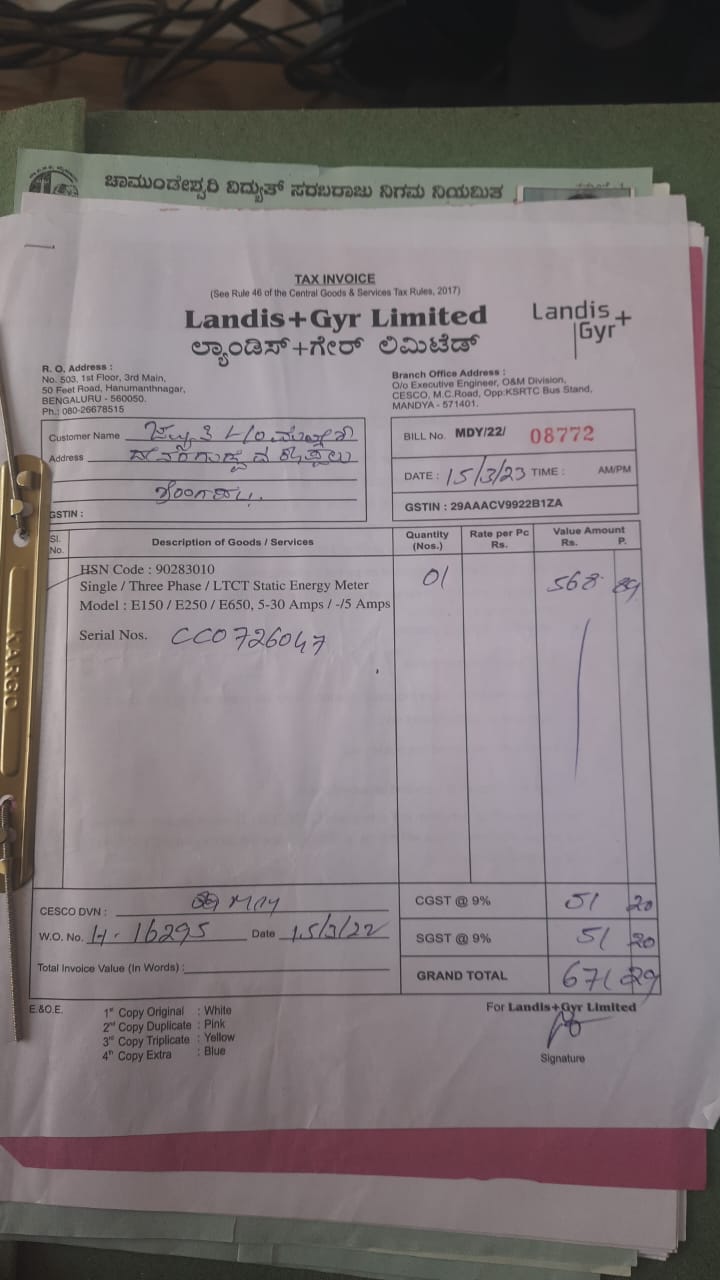 ಚಾಮುಂಡೇಶ್ವರಿ ವಿದ್ಯುತ್ ಸರಬರಾಜು ನಿಗಮ ನಿಯಮಿತ
TAX INVOICE
(See Rule 46 of the Central Goods & Services Tax Rules, 2017)
Landis+Gyr Limited
ಲ್ಯಾಂಡಿಸ್+ಗೇರ್ ಲಿಮಿಟೆಡ್
Landis+
Gyr
R. O. Address :
No. 503, 1st Floor, 3rd Main,
50 Feet Road, Hanumanthnagar,
BENGALURU - 560050.
Ph.: 080-26678515
Branch Office Address :
O/o Executive Engineer, O&M Division,
CESCO, M.C.Road, Opp:KSRTC Bus Stand,
MANDYA - 571401.
Customer Name
Address
GSTIN :
BILL No. MDY/22/ 08772
DATE : 15/3/23 TIME : AM/PM
GSTIN : 29AAACV9922B1ZA
Sl. No. Description of Goods / Services Quantity (Nos.) Rate per Pc Rs. Value Amount Rs. P.
HSN Code : 90283010
Single / Three Phase / LTCT Static Energy Meter 01 568 89
Model : E150 / E250 / E650, 5-30 Amps / -/5 Amps
Serial Nos. CC0726047
CESCO DVN : MDY
CGST @ 9% 51 20
W.O. No. H- 16295 Date 15/3/22
SGST @ 9% 51 20
Total Invoice Value (In Words) :
GRAND TOTAL 671 29
E.&O.E.
1st Copy Original : White
2nd Copy Duplicate : Pink
3rd Copy Triplicate : Yellow
4th Copy Extra : Blue
For Landis+Gyr Limited
Signature
KANGO